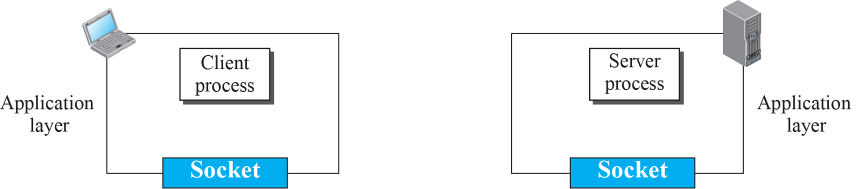 Client
process
Application
layer
Socket
Server
process
Application
layer
Socket